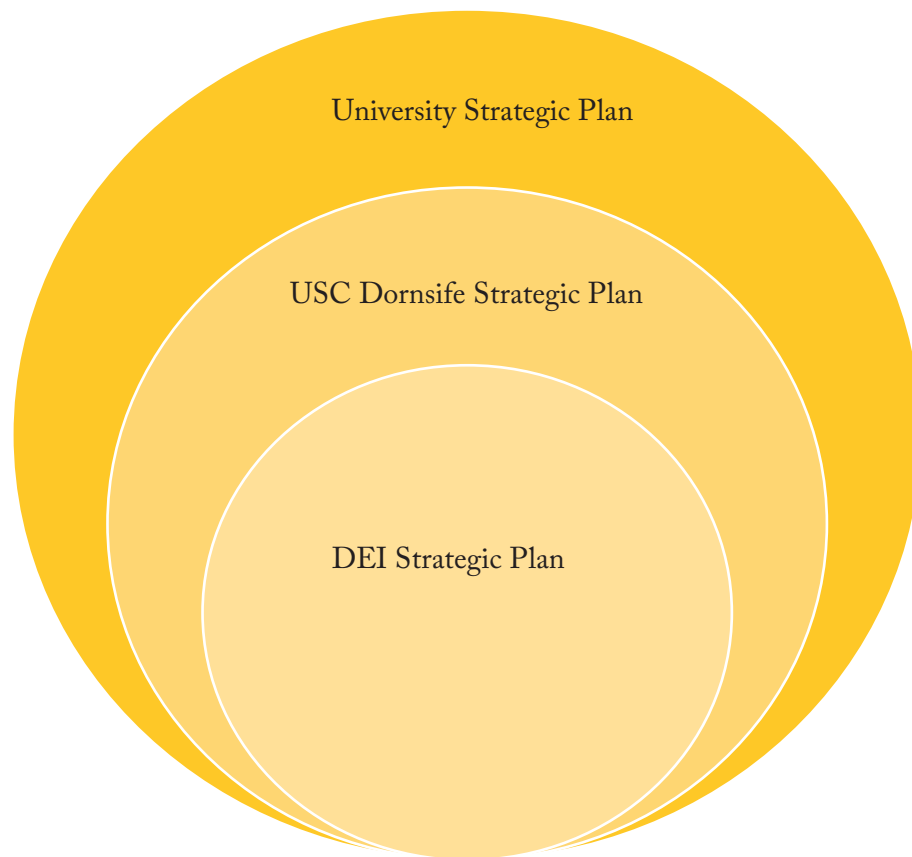 University Strategic Plan
USC Dornsife Strategic Plan
DEI Strategic Plan